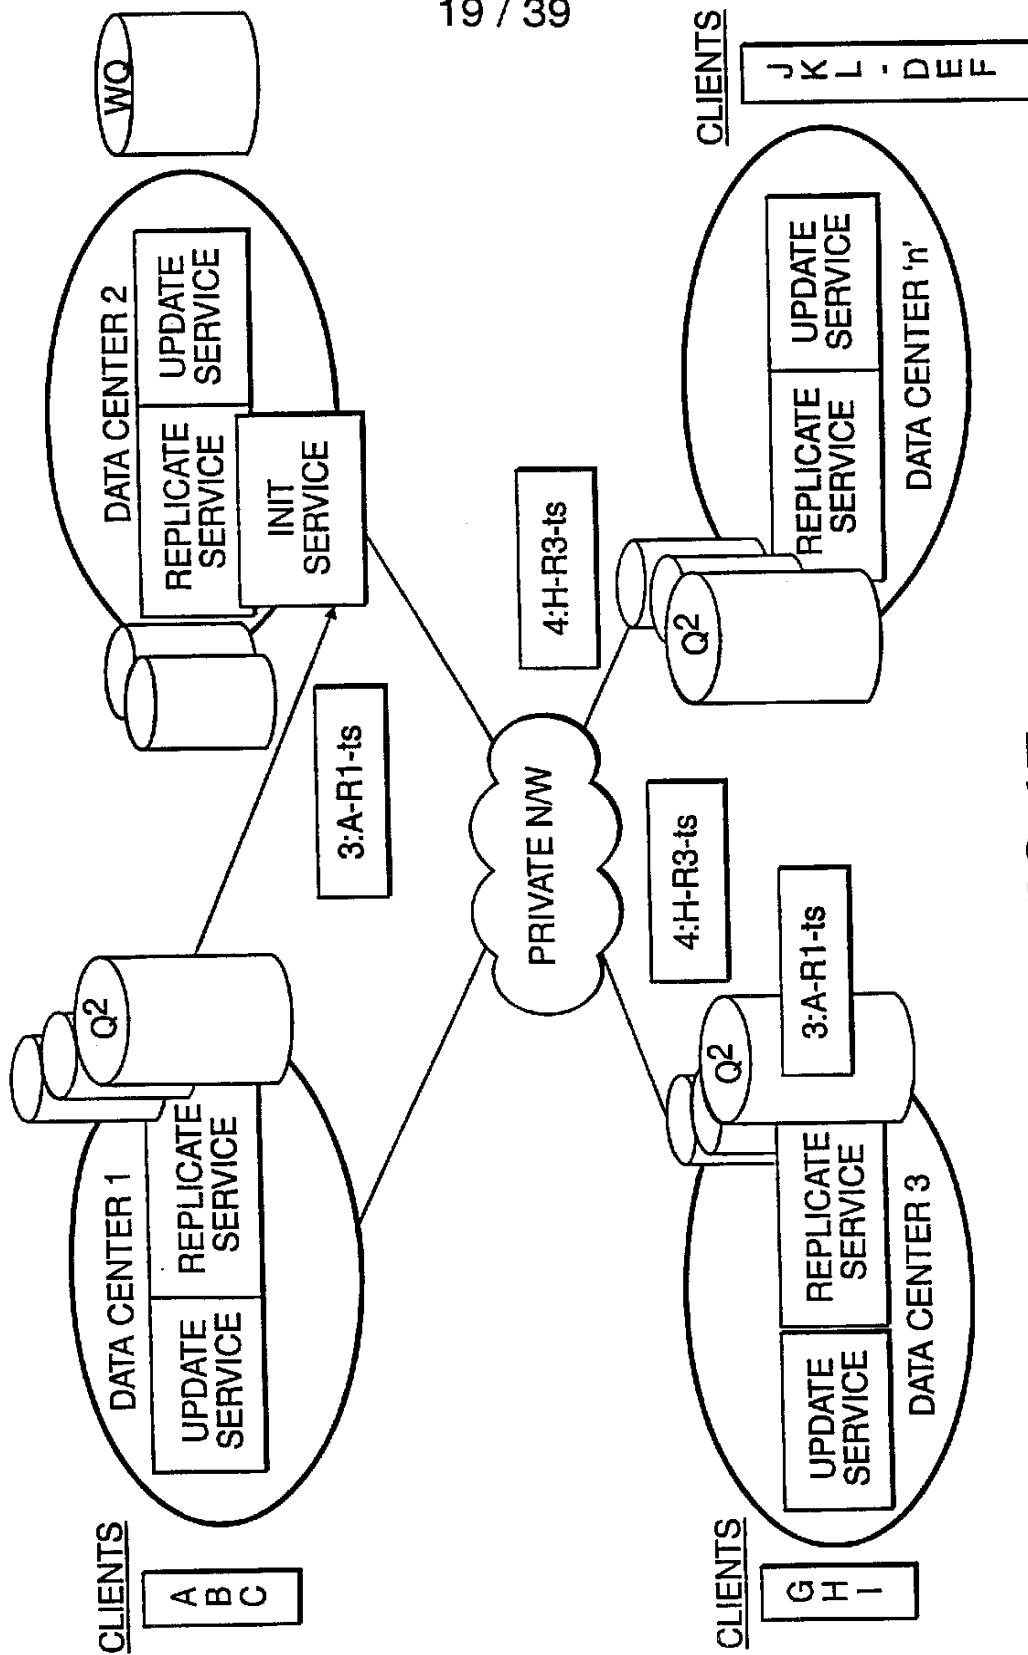 19 / 39
CLIENTS
A
B
C
DATA CENTER 1
UPDATE
SERVICE
REPLICATE
SERVICE
Q2
3:A-R1-ts
DATA CENTER 2
REPLICATE
SERVICE
UPDATE
SERVICE
INIT
SERVICE
WQ
PRIVATE N/W
4:H-R3-ts
4:H-R3-ts
CLIENTS
G
H
I
UPDATE
SERVICE
REPLICATE
SERVICE
DATA CENTER 3
Q2
3:A-R1-ts
Q2
REPLICATE
SERVICE
UPDATE
SERVICE
DATA CENTER 'n'
CLIENTS
J
K
L
-
D
E
F